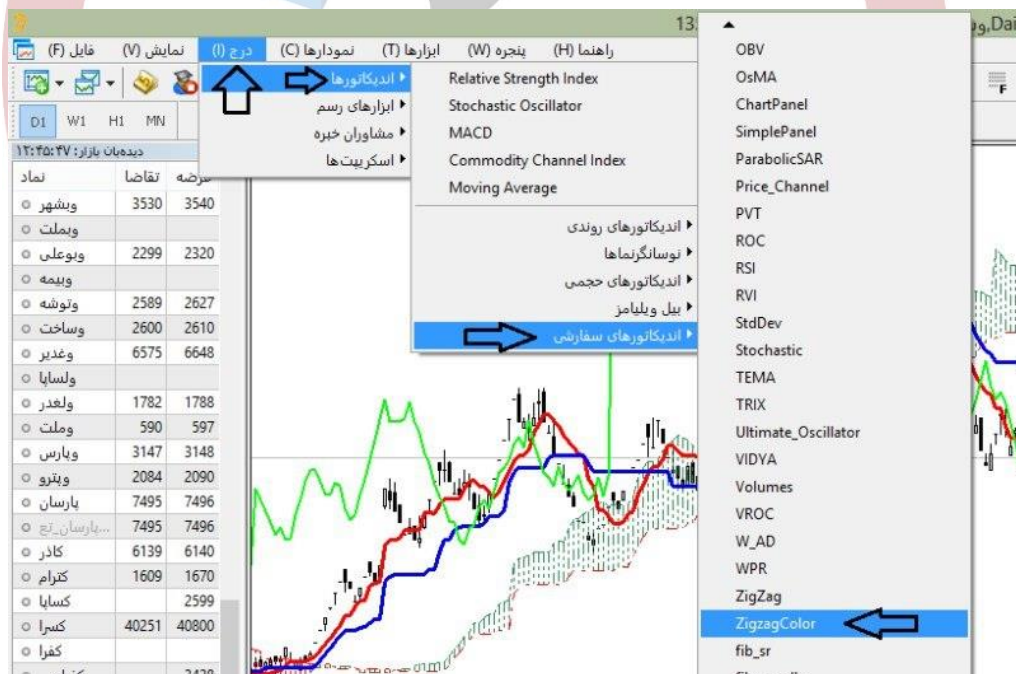 13
فایل (F) نمایش (V) درج (I) نمودارها (C) ابزارها (T) پنجره (W) راهنما (H)
D1 W1 H1 MN
F
اندیکاتورها
ابزارهای رسم
مشاوران خبره
اسکریپت‌ها
Relative Strength Index
Stochastic Oscillator
MACD
Commodity Channel Index
Moving Average
اندیکاتورهای روندی
نوسانگرنماها
اندیکاتورهای حجمی
بیل ویلیامز
اندیکاتورهای سفارشی
OBV
OsMA
ChartPanel
SimplePanel
ParabolicSAR
Price_Channel
PVT
ROC
RSI
RVI
StdDev
Stochastic
TEMA
TRIX
Ultimate_Oscillator
VIDYA
Volumes
VROC
W_AD
WPR
ZigZag
ZigzagColor
fib_sr
دیده‌بان بازار: ۱۲:۴۵:۴۷
نماد تقاضا عرضه
وبشهر 3530 3540
وبملت
وبوعلی 2299 2320
وبیمه
وتوشه 2589 2627
وساخت 2600 2610
وغدیر 6575 6648
ولساپا
ولغدر 1782 1788
وملت 590 597
وپارس 3147 3148
وپترو 2084 2090
پارسان 7495 7496
پارسان_تج... 7495 7496
کاذر 6139 6140
کترام 1609 1670
کساپا 2599
کسرا 40251 40800
کفرا